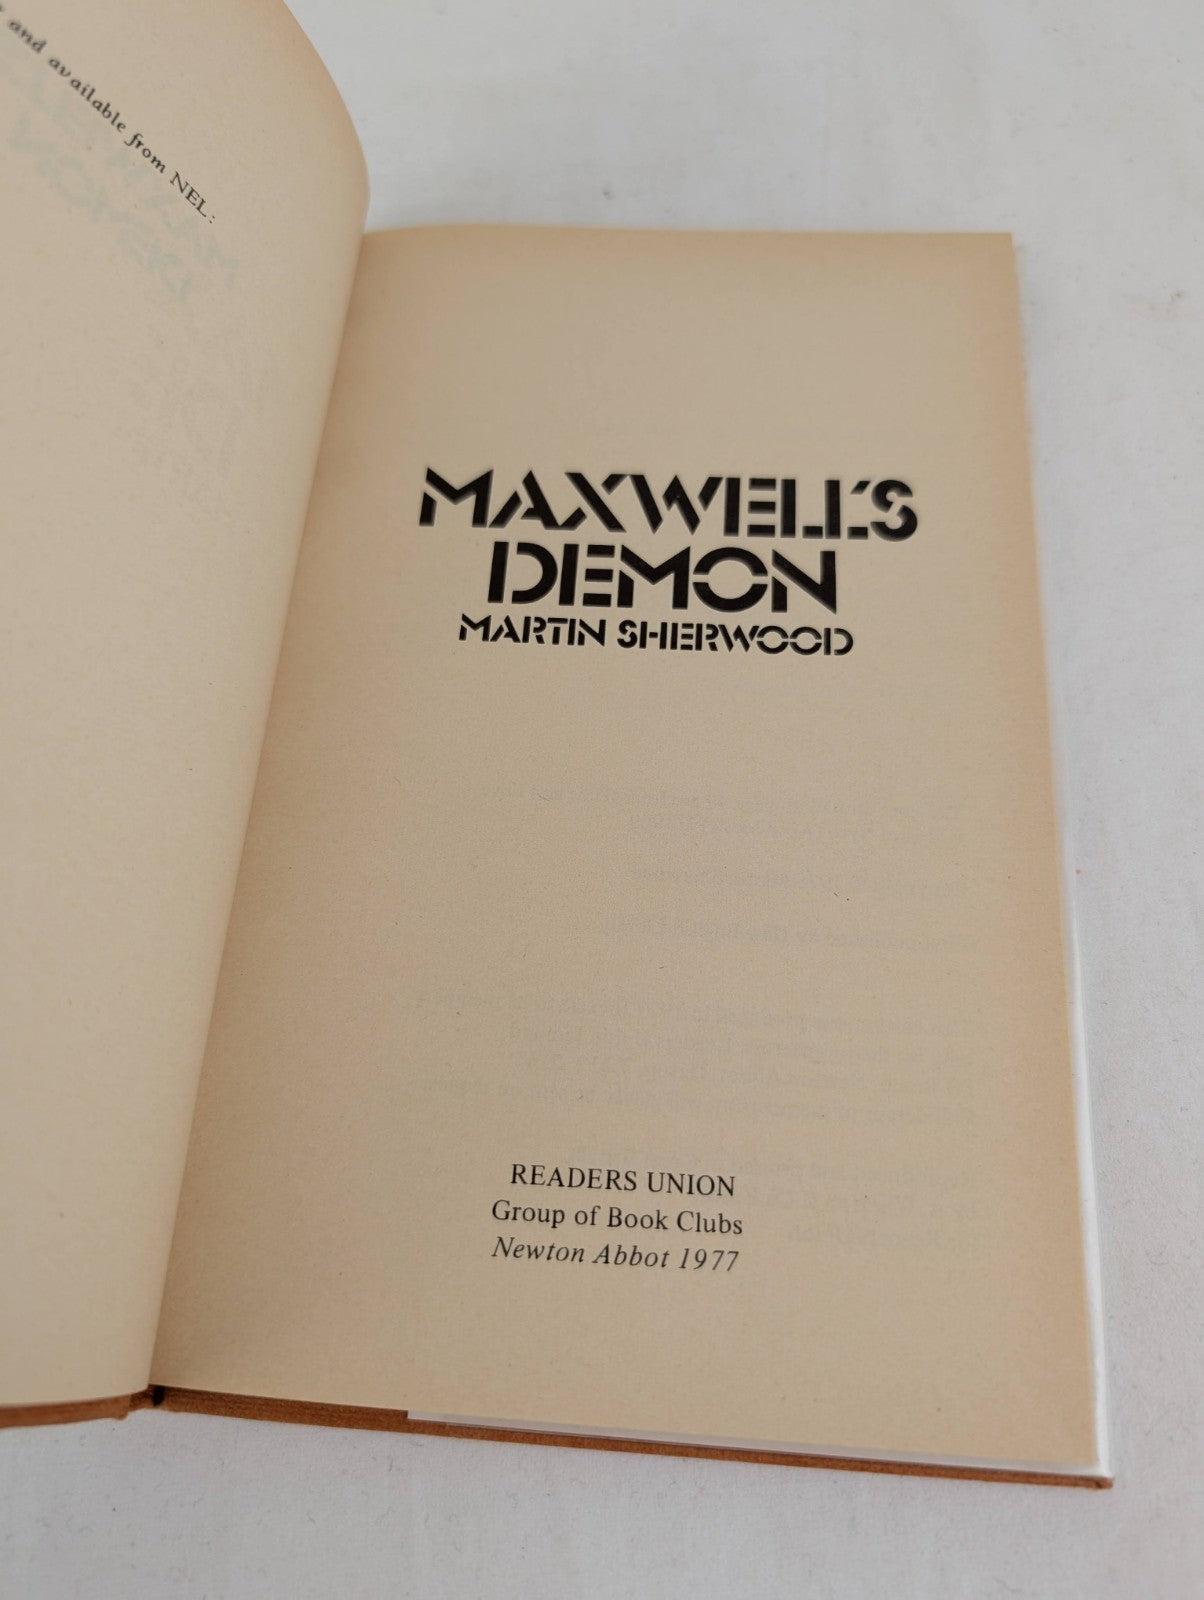 and available from NEL:
MAXWELL'S
DEMON
MARTIN SHERWOOD
READERS UNION
Group of Book Clubs
Newton Abbot 1977